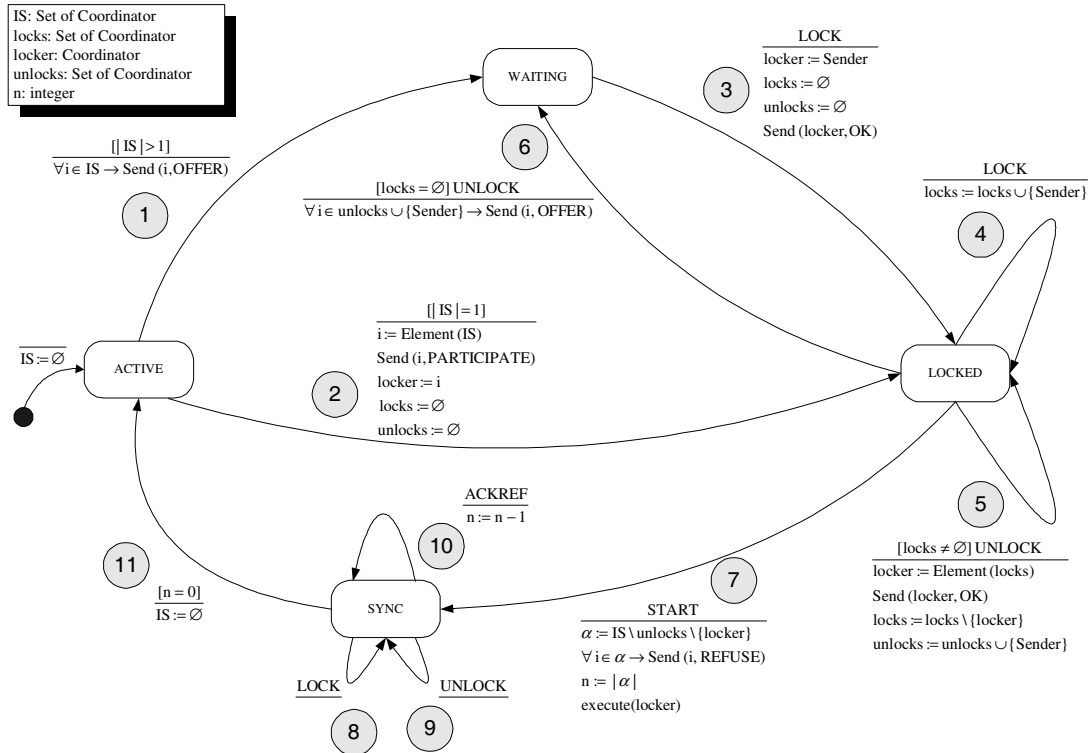 IS: Set of Coordinator
locks: Set of Coordinator
locker: Coordinator
unlocks: Set of Coordinator
n: integer
WAITING
LOCK
locker := Sender
locks := ∅
unlocks := ∅
Send (locker, OK)
3
6
[locks = ∅] UNLOCK
∀ i ∈ unlocks ∪ {Sender} → Send (i, OFFER)
[| IS | > 1]
∀i ∈ IS → Send (i, OFFER)
1
LOCK
locks := locks ∪ {Sender}
4
[| IS | = 1]
i := Element (IS)
Send (i, PARTICIPATE)
locker := i
locks := ∅
unlocks := ∅
2
IS := ∅
ACTIVE
LOCKED
5
[locks ≠ ∅] UNLOCK
locker := Element (locks)
Send (locker, OK)
locks := locks \ {locker}
unlocks := unlocks ∪ {Sender}
ACKREF
n := n − 1
10
11
[n = 0]
IS := ∅
SYNC
7
START
α := IS \ unlocks \ {locker}
∀ i ∈ α → Send (i, REFUSE)
n := | α |
execute(locker)
LOCK
UNLOCK
8
9